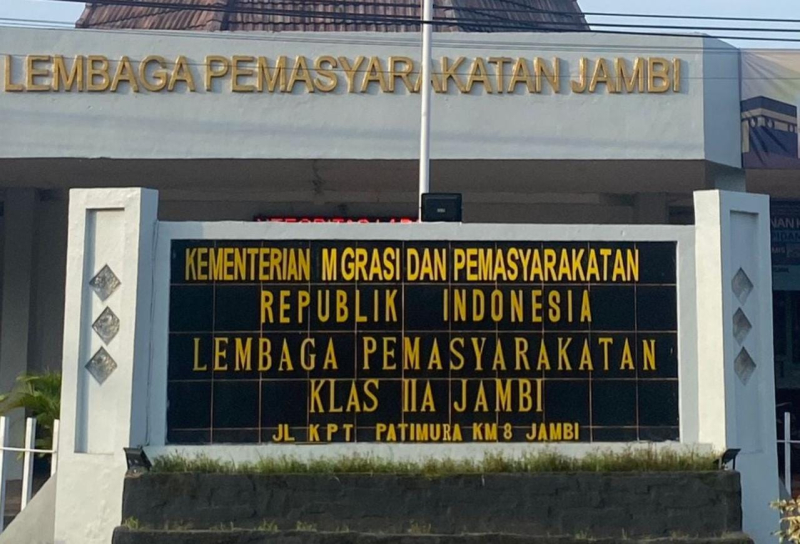 LEMBAGA PEMASYARAKATAN JAMBI
KEMENTERIAN M GRASI DAN PEMASYARAKATAN
REPUBLIK INDONESIA
LEMBAGA PEMASYARAKATAN
KLAS IIA JAMBI
JL KPT PATIMURA KM 8 JAMBI